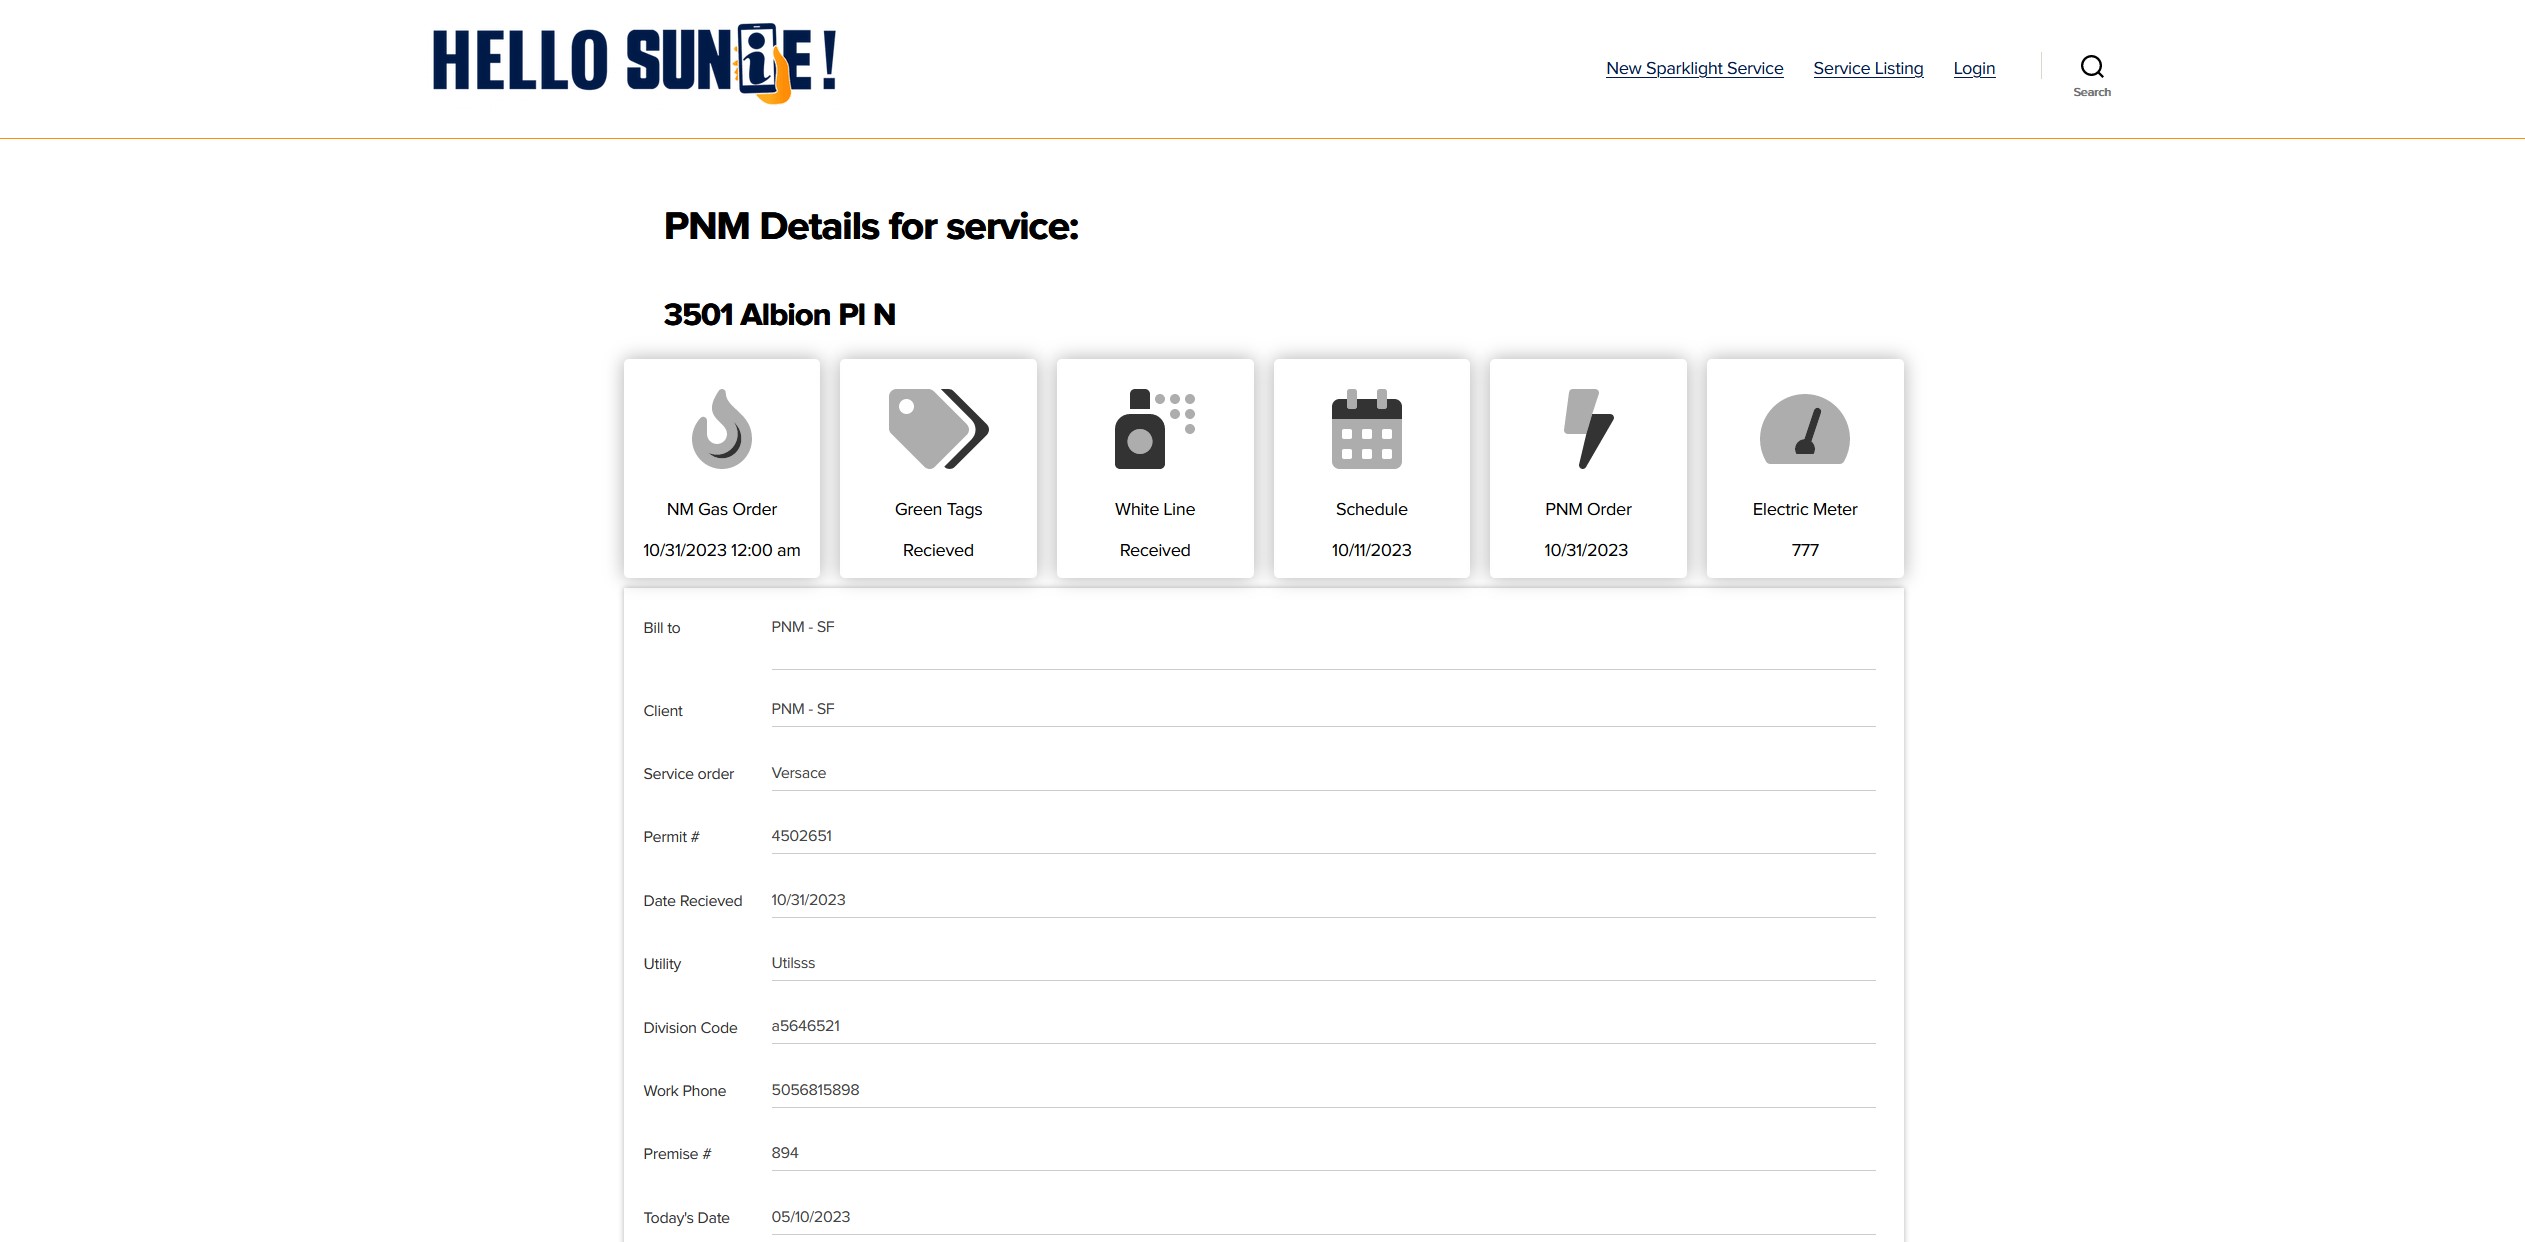 HELLO SUNiE!
New Sparklight Service Service Listing Login
Search
PNM Details for service:
3501 Albion Pl N
NM Gas Order
10/31/2023 12:00 am
Green Tags
Recieved
White Line
Received
Schedule
10/11/2023
PNM Order
10/31/2023
Electric Meter
777
Bill to PNM - SF
Client PNM - SF
Service order Versace
Permit # 4502651
Date Recieved 10/31/2023
Utility Utilsss
Division Code a5646521
Work Phone 5056815898
Premise # 894
Today's Date 05/10/2023